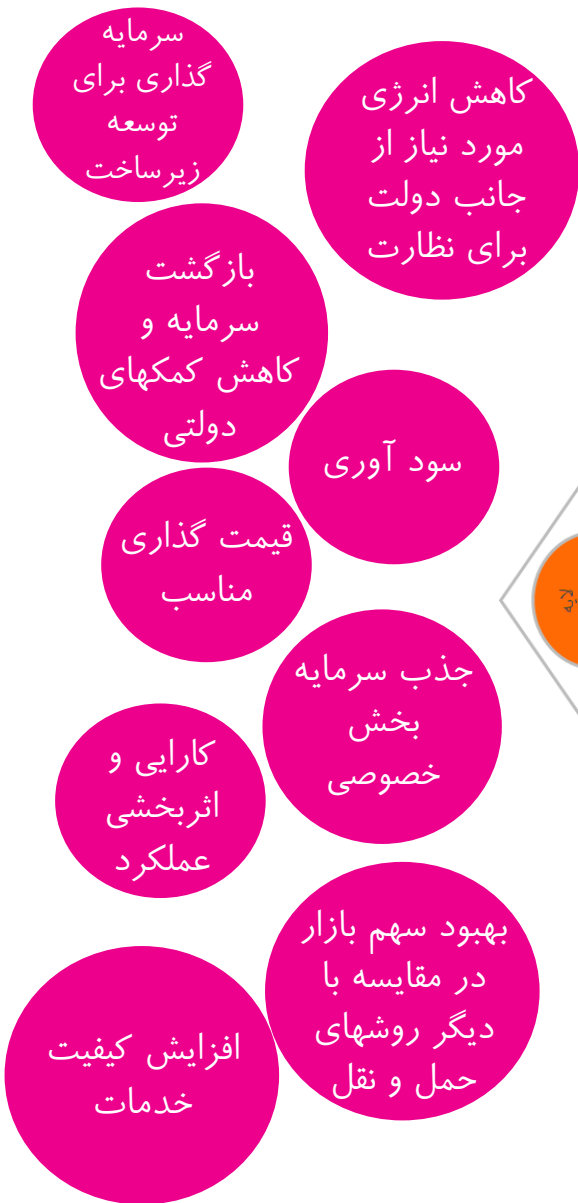 سرمایه
گذاری برای
توسعه
زیرساخت
کاهش انرژی
مورد نیاز از
جانب دولت
برای نظارت
بازگشت
سرمایه و
کاهش کمکهای
دولتی
سود آوری
قیمت گذاری
مناسب
جذب سرمایه
بخش
خصوصی
کارایی و
اثربخشی
عملکرد
بهبود سهم بازار
در مقایسه با
دیگر روشهای
حمل و نقل
افزایش کیفیت
خدمات
لایه